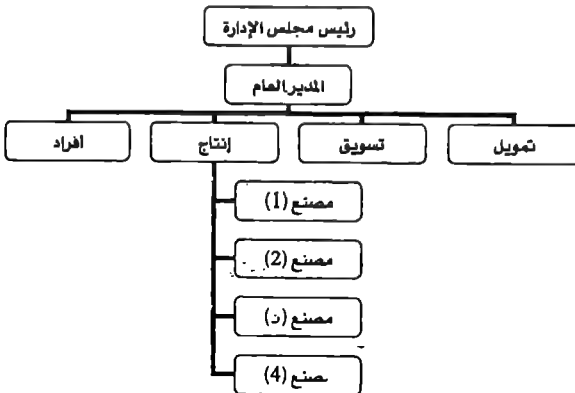 رئيس مجلس الإدارة
المدير العام
تمويل
تسويق
إنتاج
افراد
مصنع (1)
مصنع (2)
مصنع
صنع (4)